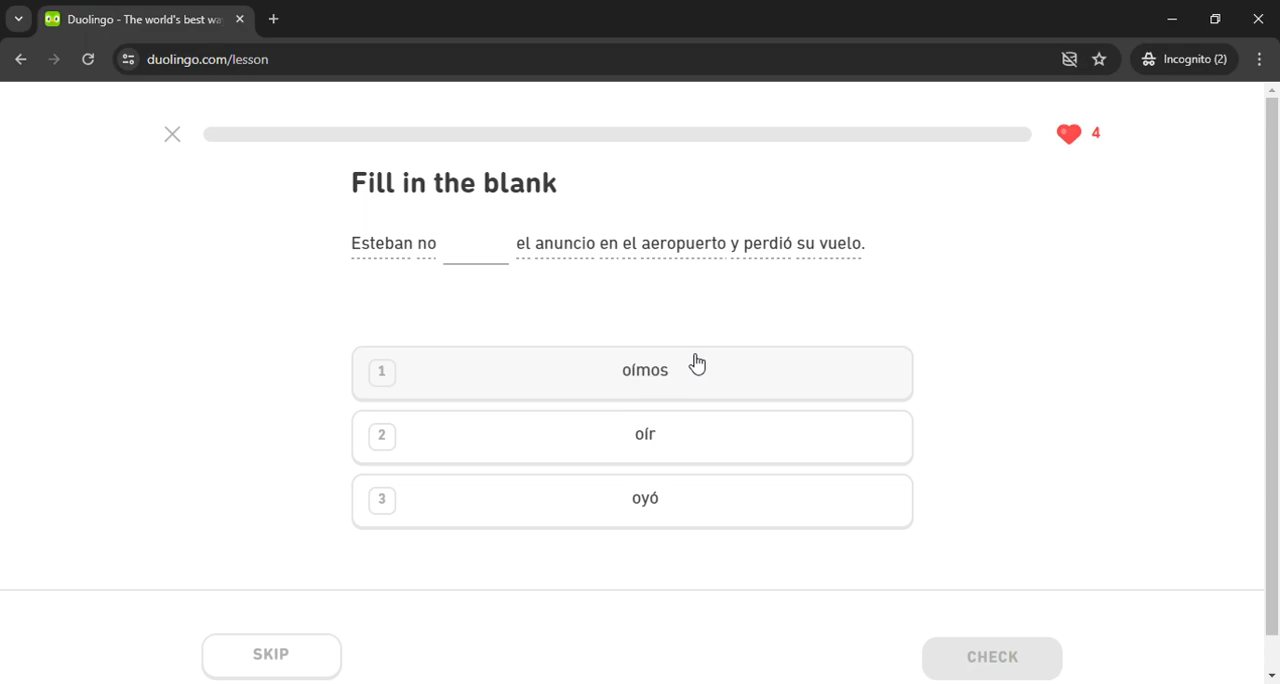 Duolingo - The world's best wa
duolingo.com/lesson
Incognito (2)
4
Fill in the blank
Esteban no ________ el anuncio en el aeropuerto y perdió su vuelo.
1 oímos
2 oír
3 oyó
SKIP
CHECK